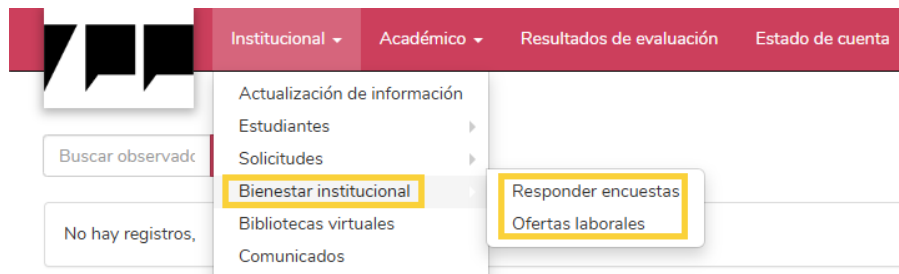 Institucional Académico Resultados de evaluación Estado de cuenta
Actualización de información
Estudiantes
Buscar observadc Solicitudes
Bienestar institucional Responder encuestas
No hay registros, Bibliotecas virtuales Ofertas laborales
Comunicados